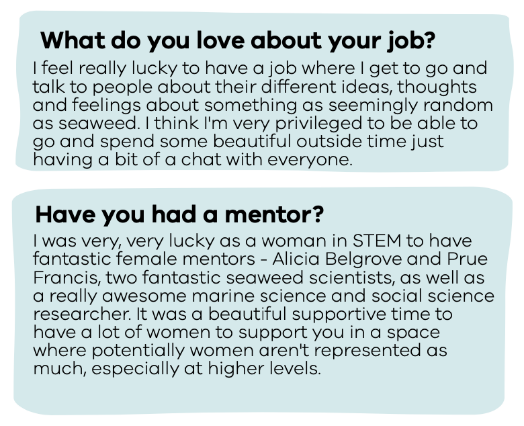 What do you love about your job?
I feel really lucky to have a job where I get to go and
talk to people about their different ideas, thoughts
and feelings about something as seemingly random
as seaweed. I think I'm very privileged to be able to
go and spend some beautiful outside time just
having a bit of a chat with everyone.
Have you had a mentor?
I was very, very lucky as a woman in STEM to have
fantastic female mentors - Alicia Belgrove and Prue
Francis, two fantastic seaweed scientists, as well as
a really awesome marine science and social science
researcher. It was a beautiful supportive time to
have a lot of women to support you in a space
where potentially women aren't represented as
much, especially at higher levels.